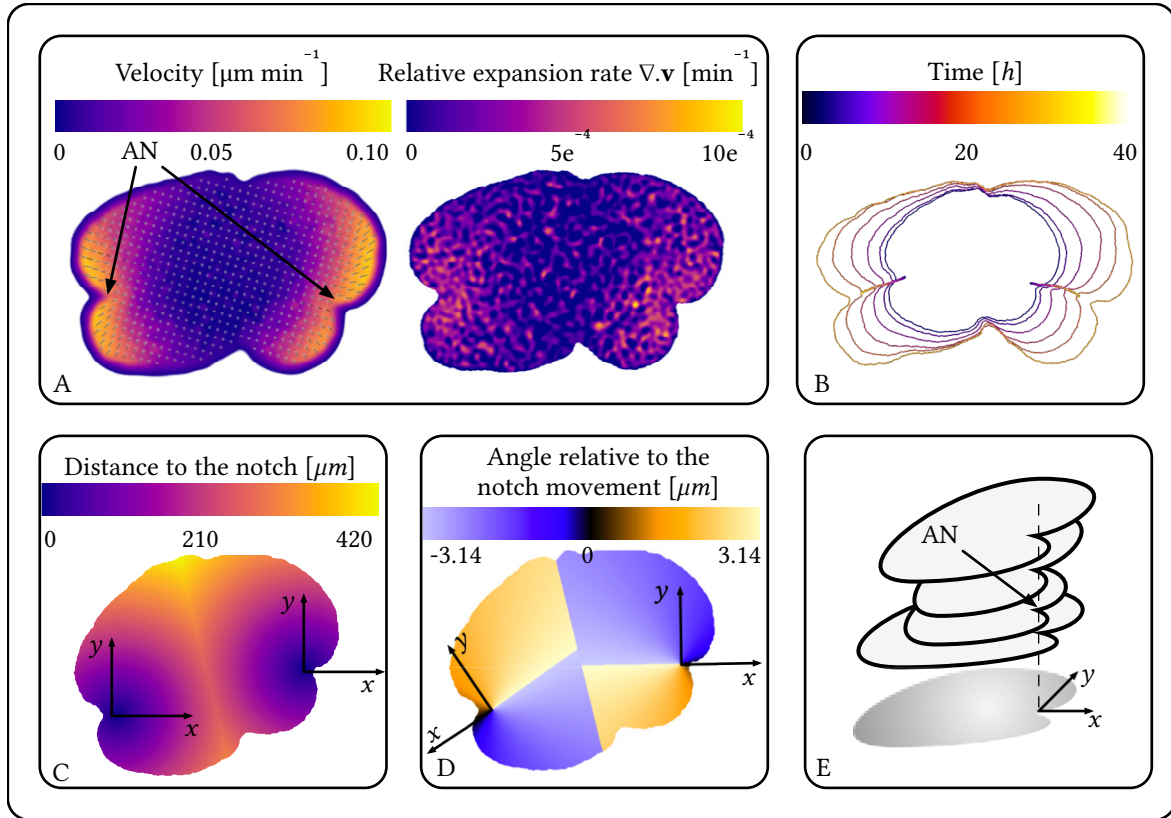 Velocity [µm min⁻¹]
Relative expansion rate ∇.v [min⁻¹]
0 0.05 0.10
0 5e⁻⁴ 10e⁻⁴
AN
A
Time [h]
0 20 40
B
Distance to the notch [µm]
0 210 420
y
x
y
x
C
Angle relative to the
notch movement [µm]
-3.14 0 3.14
y
x
y
x
D
AN
y
x
E